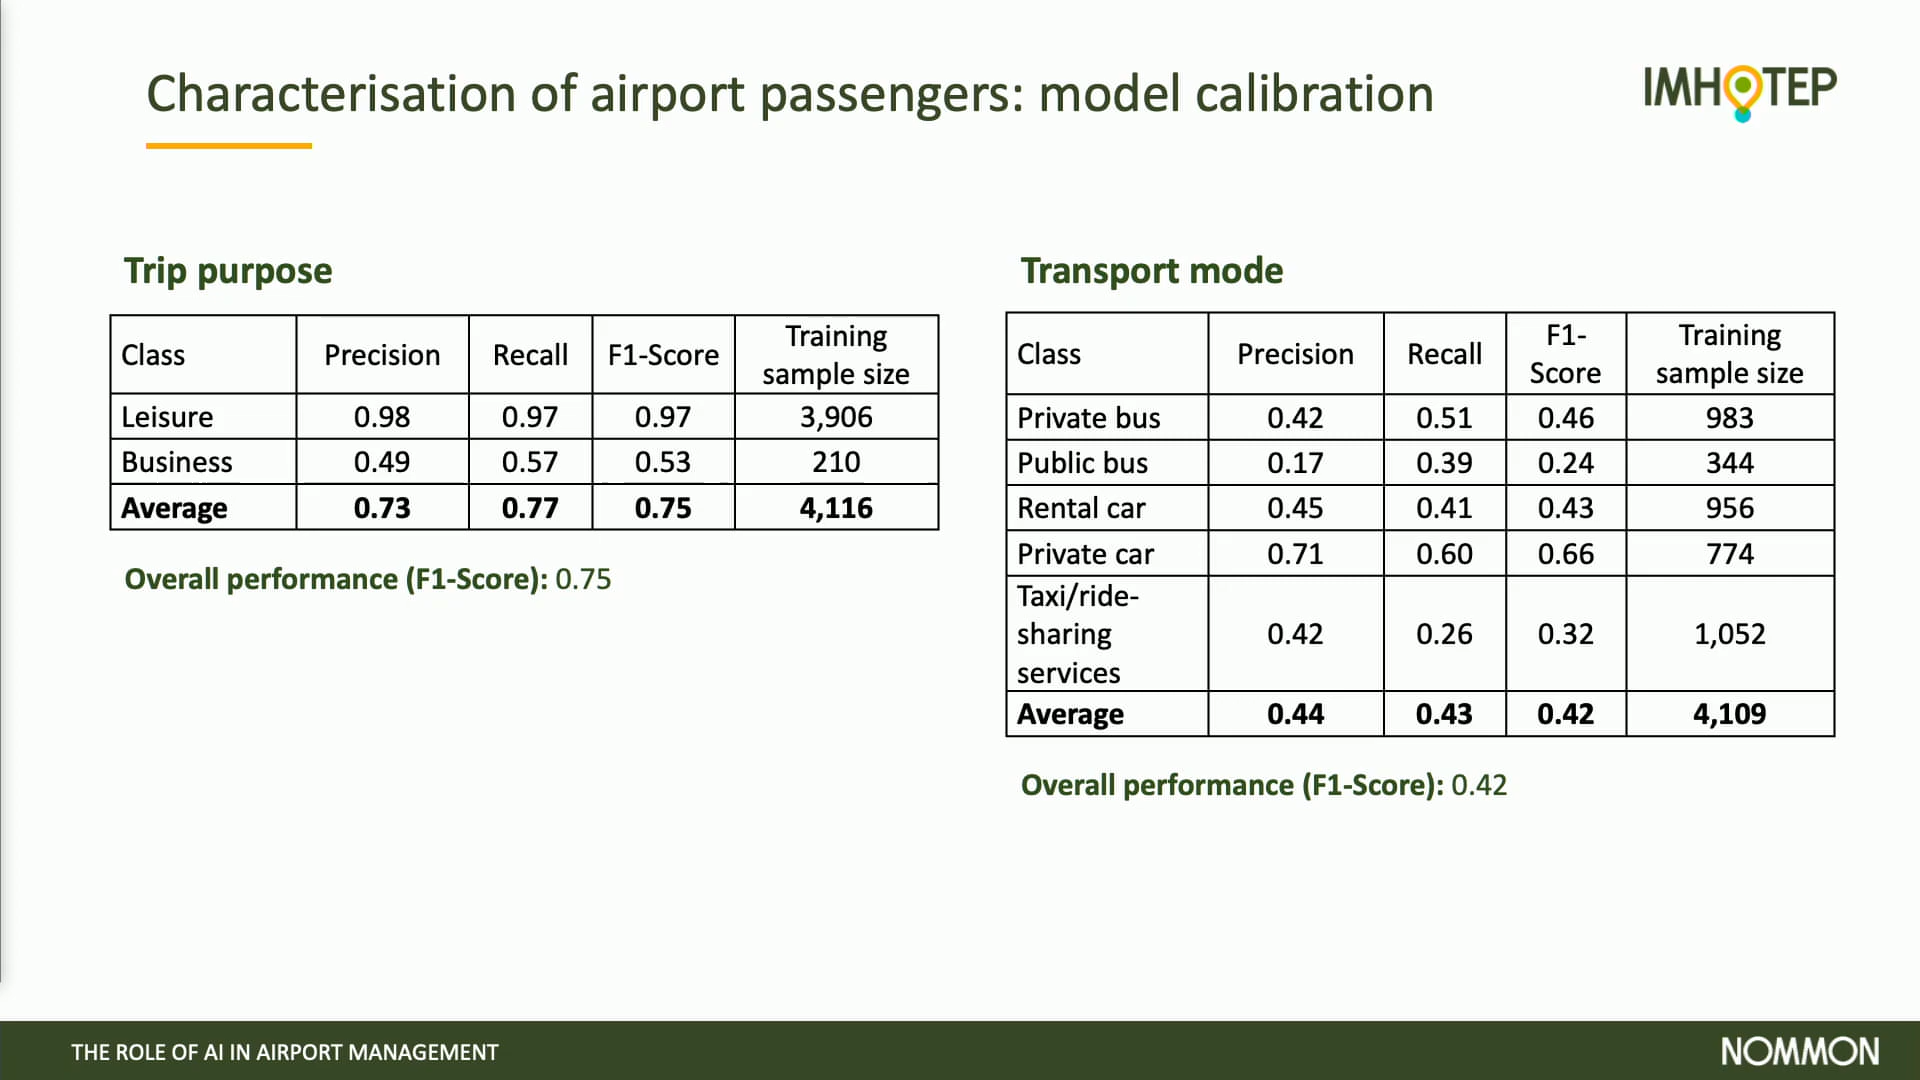 Characterisation of airport passengers: model calibration
IMHOTEP
Trip purpose
Class Precision Recall F1-Score Training sample size
Leisure 0.98 0.97 0.97 3,906
Business 0.49 0.57 0.53 210
Average 0.73 0.77 0.75 4,116
Overall performance (F1-Score): 0.75
Transport mode
Class Precision Recall F1-Score Training sample size
Private bus 0.42 0.51 0.46 983
Public bus 0.17 0.39 0.24 344
Rental car 0.45 0.41 0.43 956
Private car 0.71 0.60 0.66 774
Taxi/ride-sharing services 0.42 0.26 0.32 1,052
Average 0.44 0.43 0.42 4,109
Overall performance (F1-Score): 0.42
THE ROLE OF AI IN AIRPORT MANAGEMENT
NOMMON